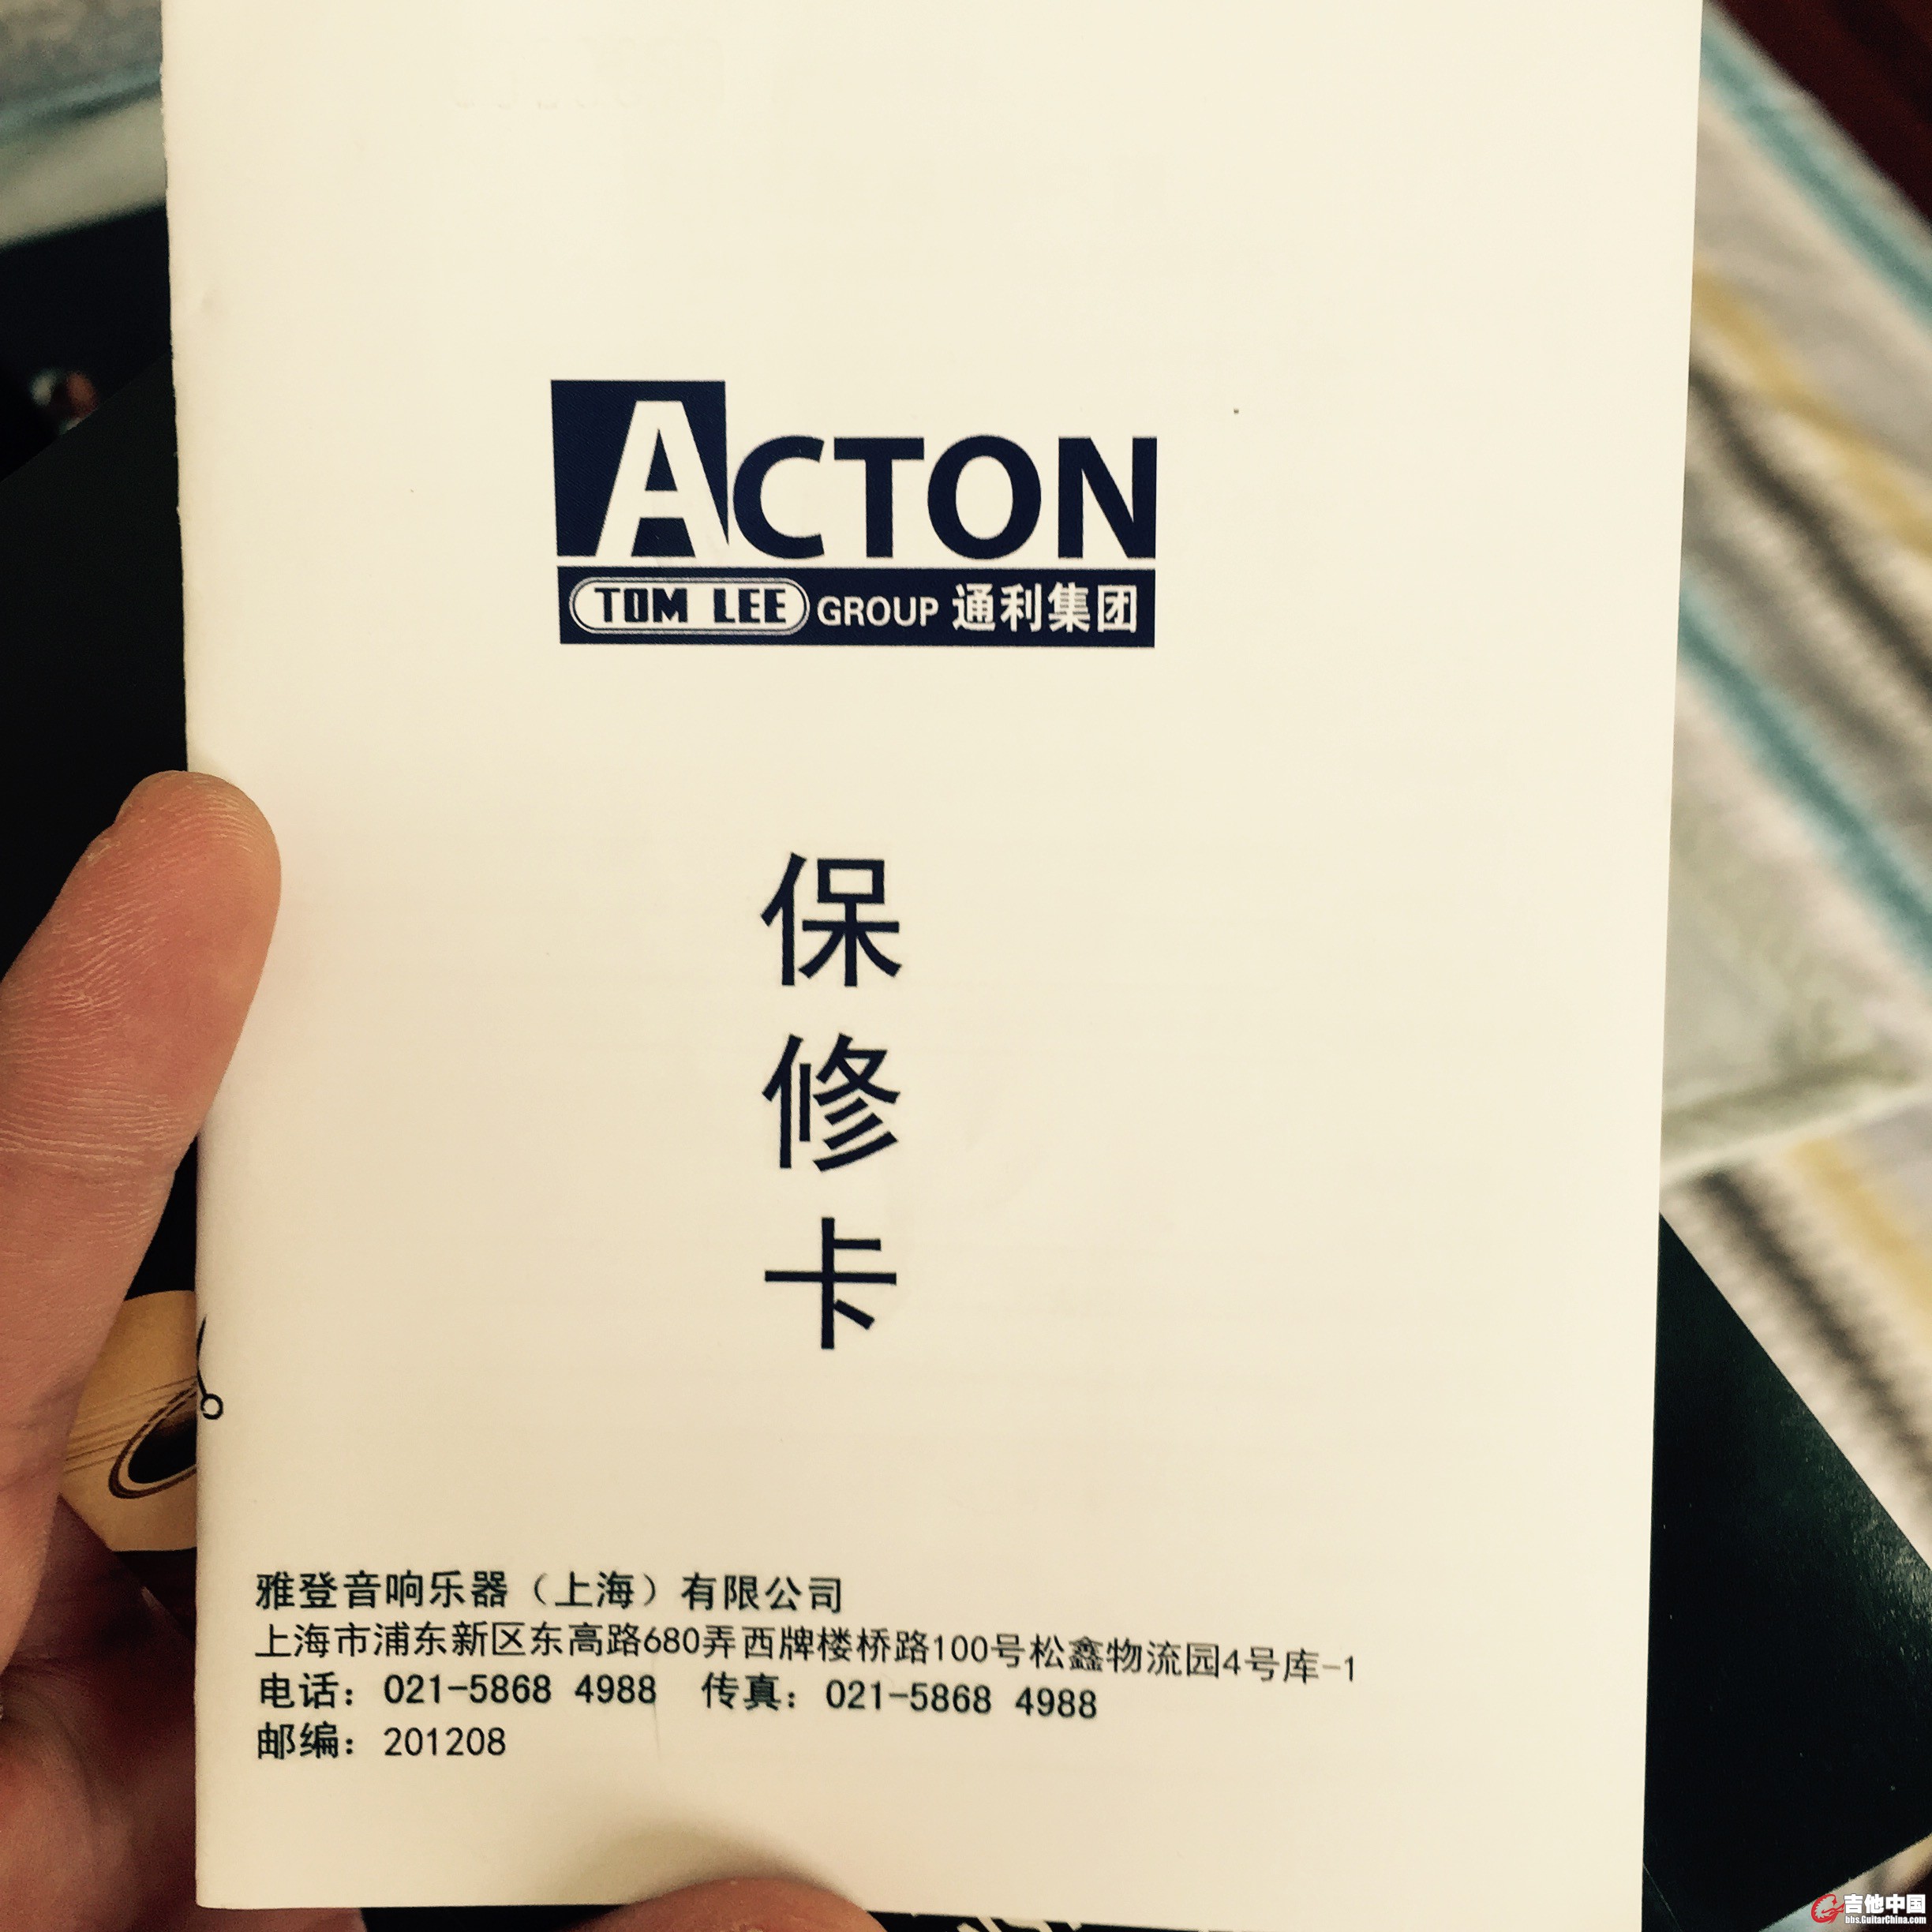 ACTON
TOM LEE GROUP 通利集团
保
修
卡
雅登音响乐器（上海）有限公司
上海市浦东新区东高路680弄西牌楼桥路100号松鑫物流园4号库-1
电话：021-5868 4988 传真：021-5868 4988
邮编：201208
吉他中国
bbs.GuitarChina.com